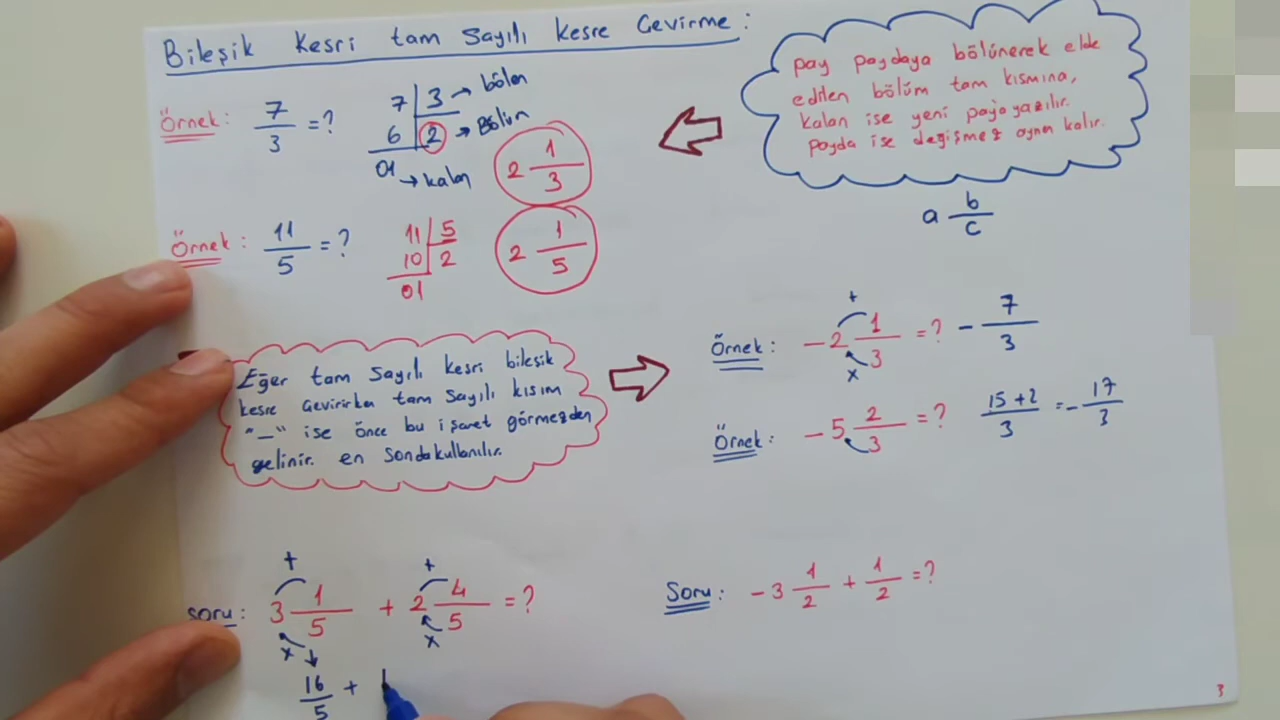 Bileşik Kesri tam sayılı kesre Çevirme:
Örnek: 7/3 = ?
7 | 3 → bölen
6 | 2 → Bölüm
01 → kalan
2 1/3
pay paydaya bölünerek elde
edilen bölüm tam kısmına,
kalan ise yeni paya yazılır.
payda ise değişmez aynen kalır.
a b/c
Örnek: 11/5 = ?
11 | 5
10 | 2
01
2 1/5
Eğer tam sayılı kesri bileşik
kesre çevirirken tam sayılı kısım
"_" ise önce bu işaret görmezden
gelinir. en sonda kullanılır.
+
Örnek: -2 1/3 = ? - 7/3
x
Örnek: -5 2/3 = ? 15+2/3 = - 17/3
+ +
soru: 3 1/5 + 2 4/5 = ?
x x
16/5 +
Soru: -3 1/2 + 1/2 = ?
3